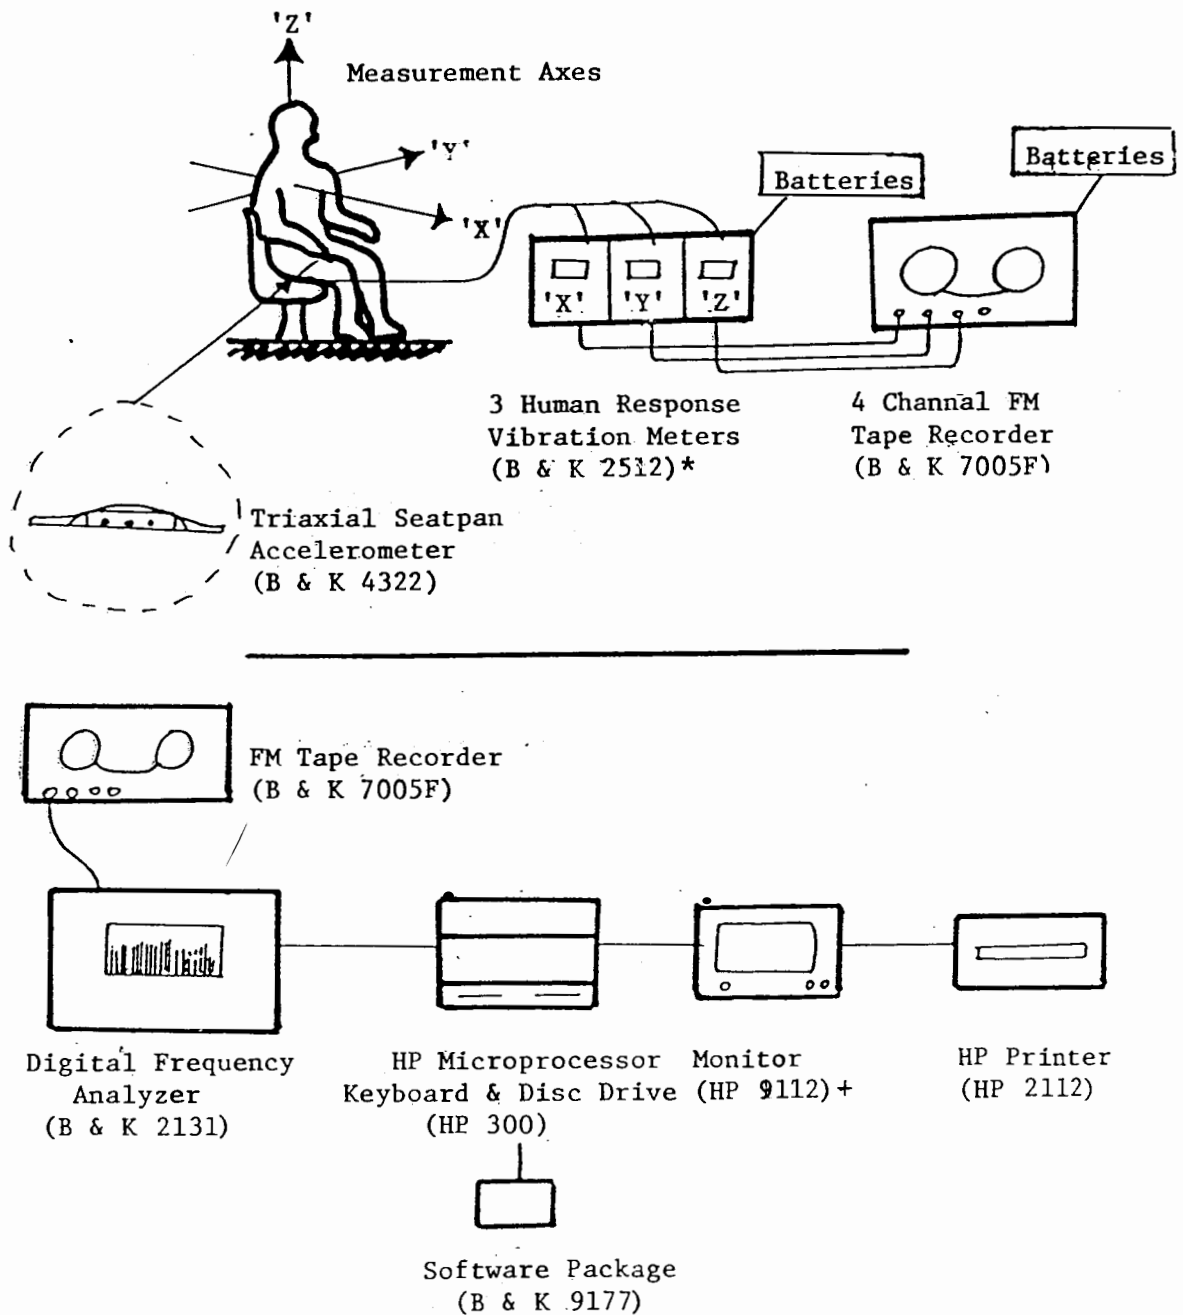 'Z'
Measurement Axes
'Y'
'X'
Batteries
Batteries
'X' 'Y' 'Z'
3 Human Response
Vibration Meters
(B & K 2512)*
4 Channal FM
Tape Recorder
(B & K 7005F)
Triaxial Seatpan
Accelerometer
(B & K 4322)
FM Tape Recorder
(B & K 7005F)
Digital Frequency
Analyzer
(B & K 2131)
HP Microprocessor
Keyboard & Disc Drive
(HP 300)
Monitor
(HP 9112)+
HP Printer
(HP 2112)
Software Package
(B & K 9177)